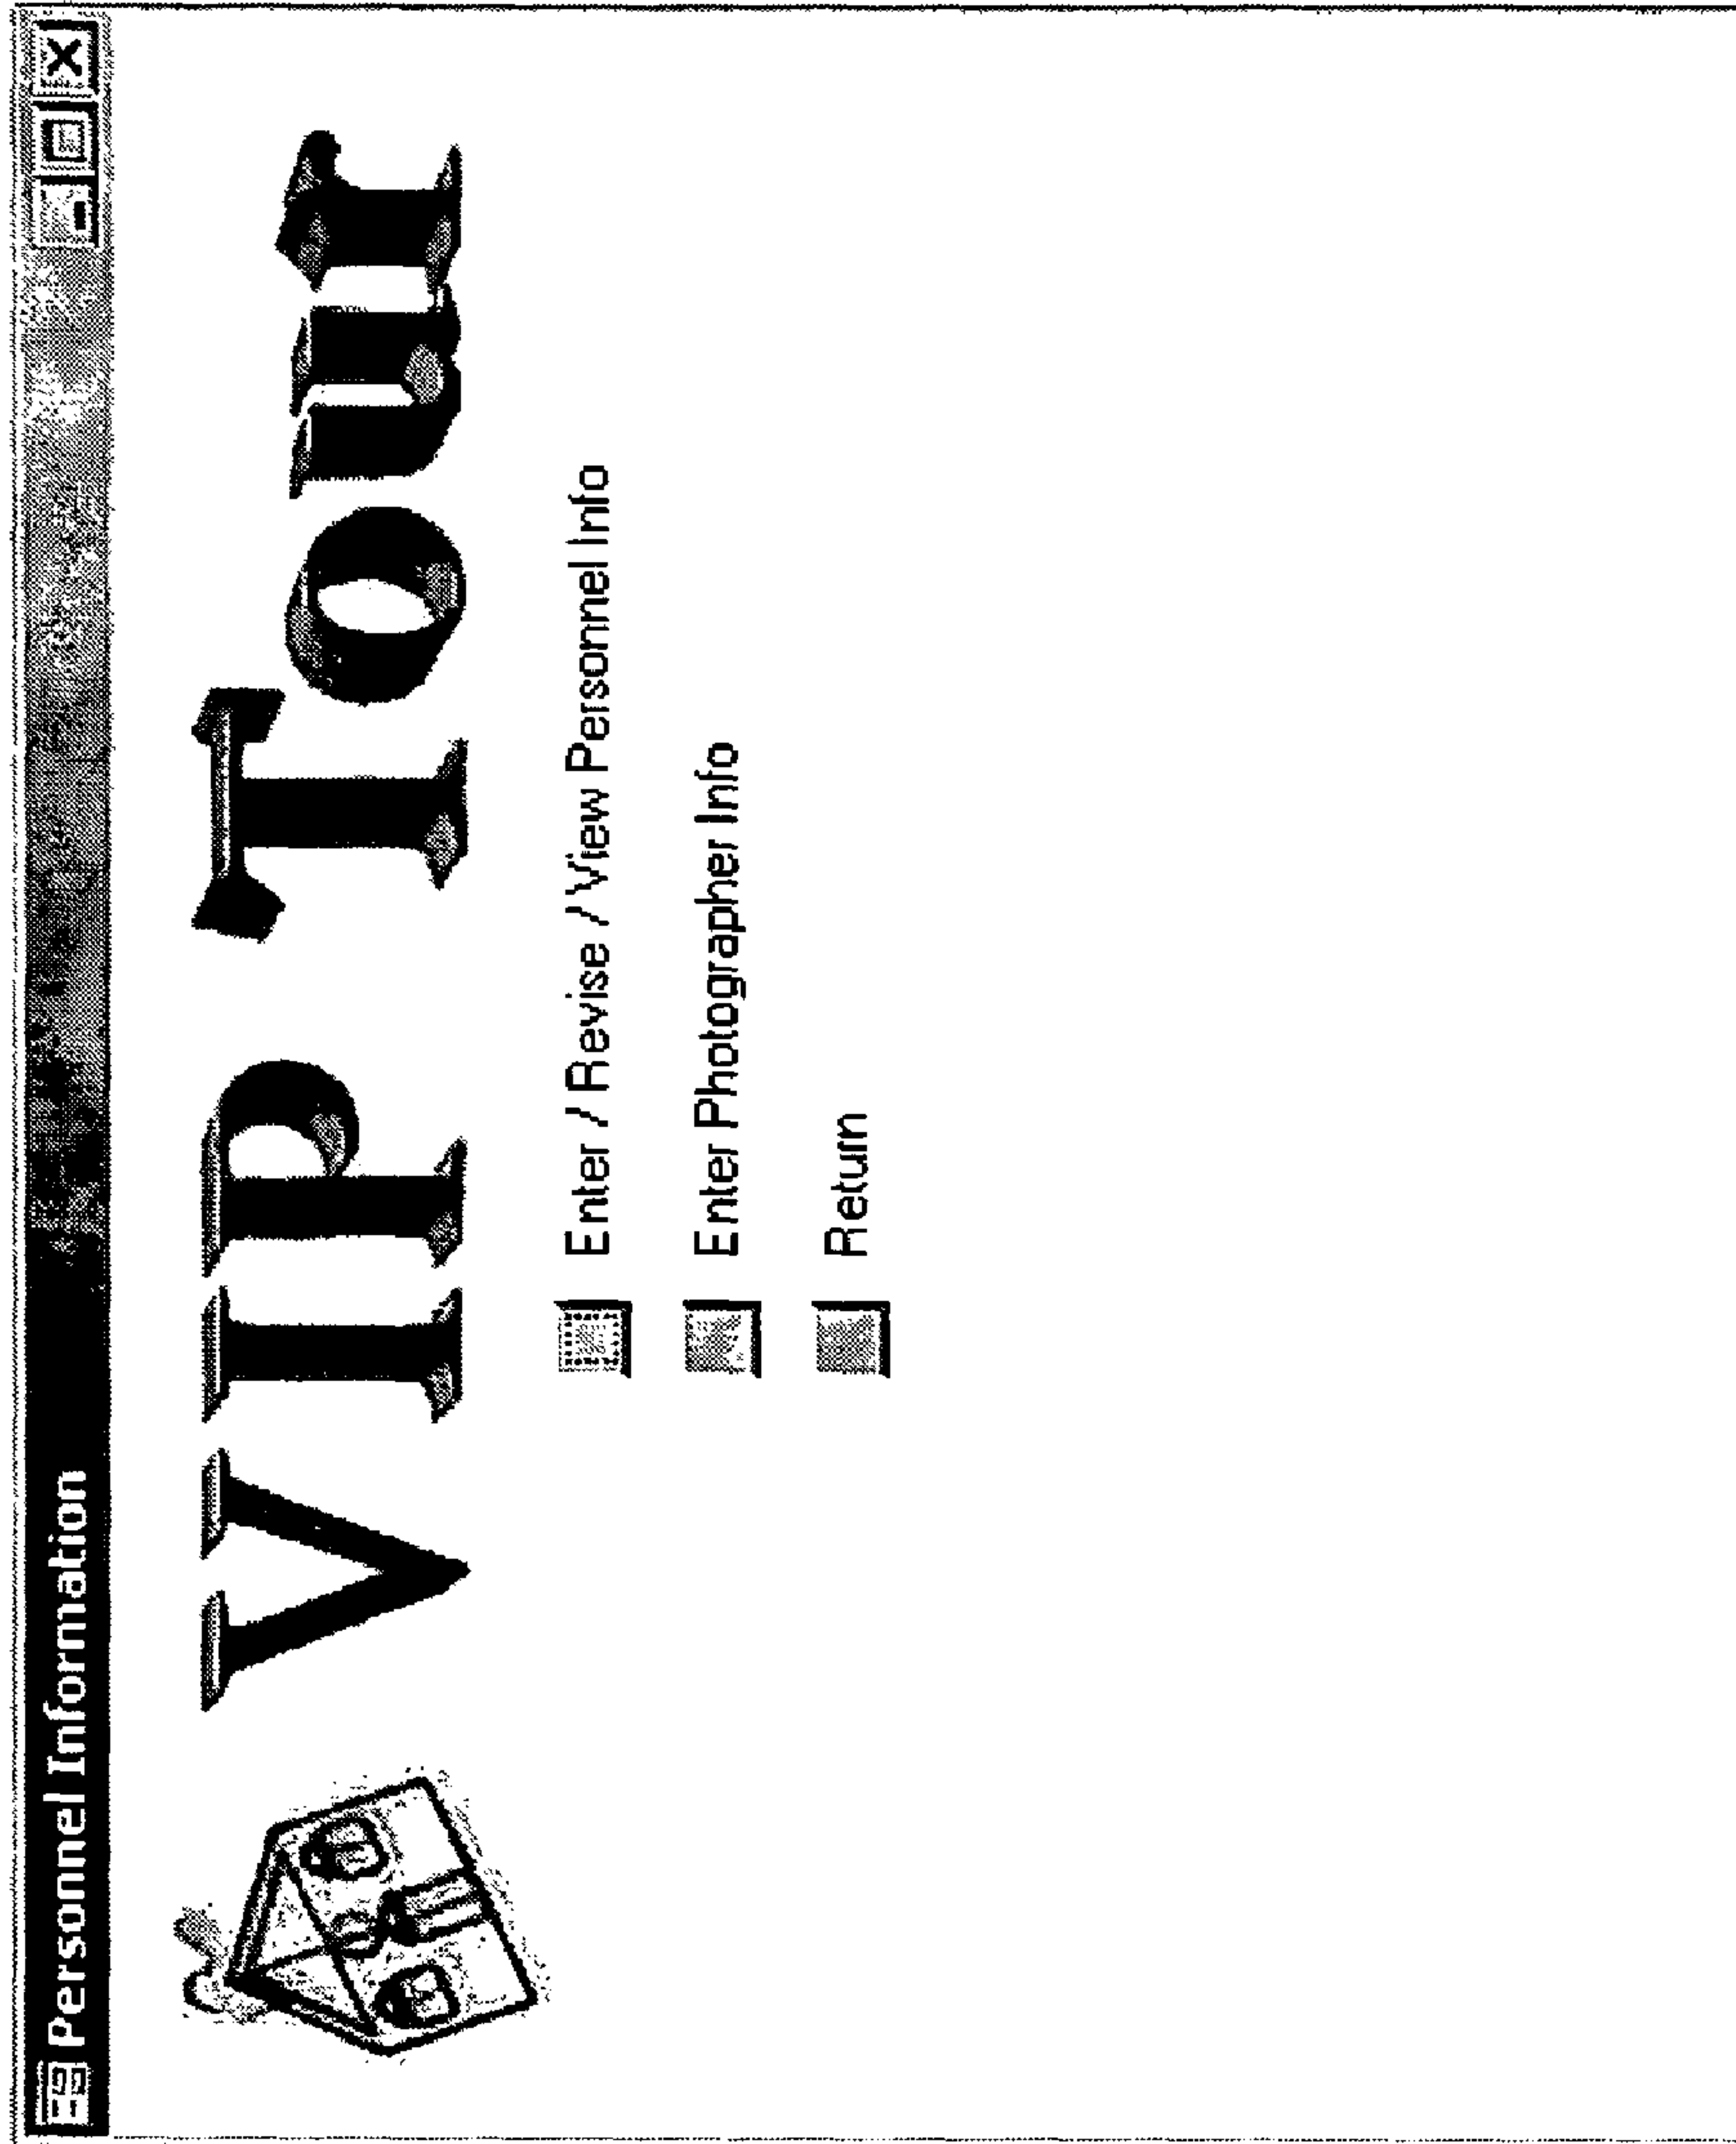 Personnel Information
VIP Tour
Enter / Revise / View Personnel Info
Enter Photographer Info
Return